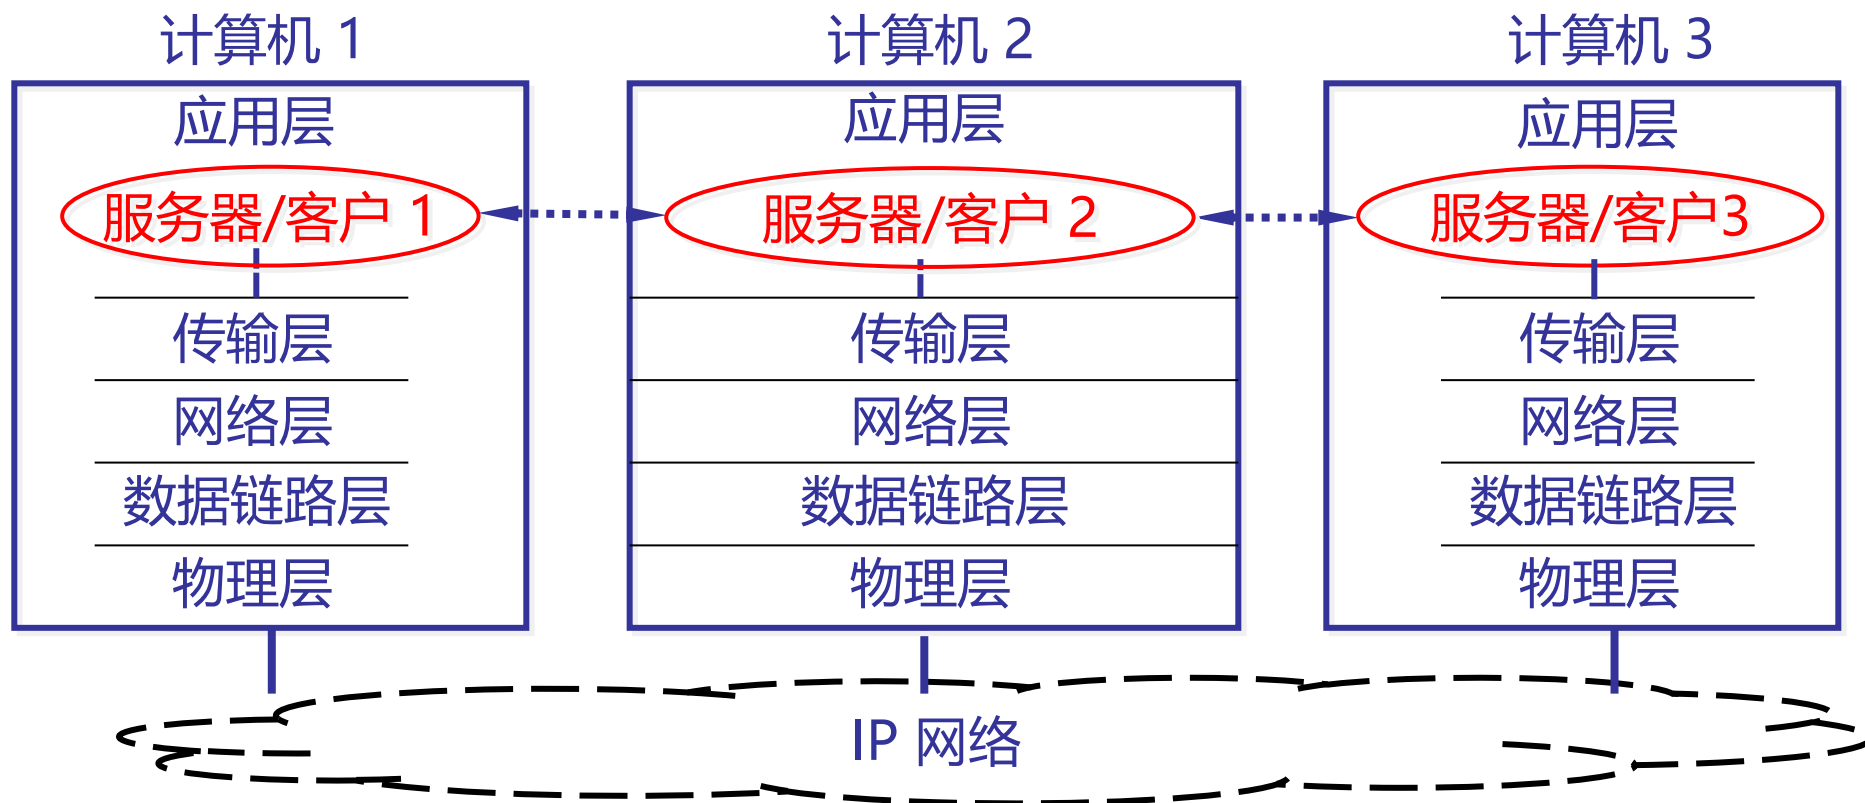 计算机 1
计算机 2
计算机 3
应用层
应用层
应用层
服务器/客户 1
服务器/客户 2
服务器/客户3
传输层
传输层
传输层
网络层
网络层
网络层
数据链路层
数据链路层
数据链路层
物理层
物理层
物理层
IP 网络